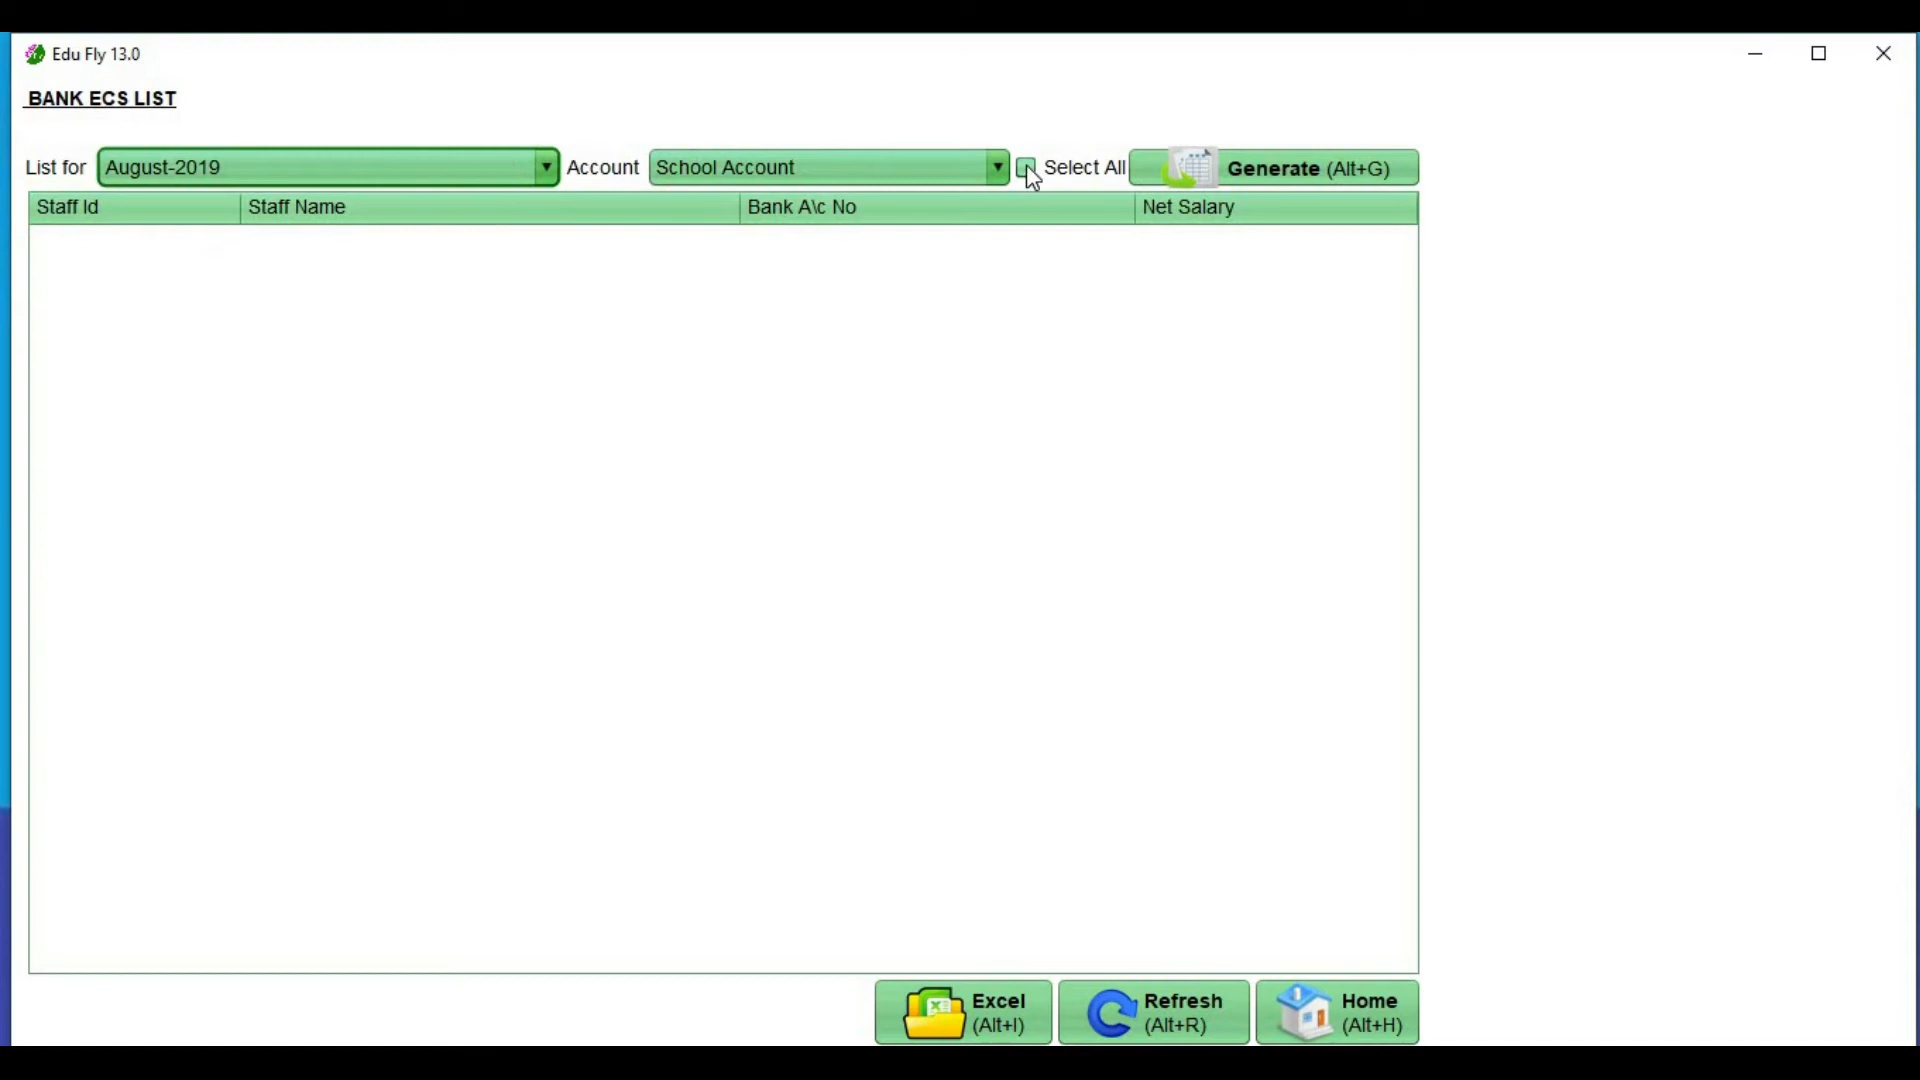 Edu Fly 13.0
BANK ECS LIST
List for August-2019 Account School Account Select All Generate (Alt+G)
Staff Id Staff Name Bank A\c No Net Salary
Excel (Alt+I)
Refresh (Alt+R)
Home (Alt+H)